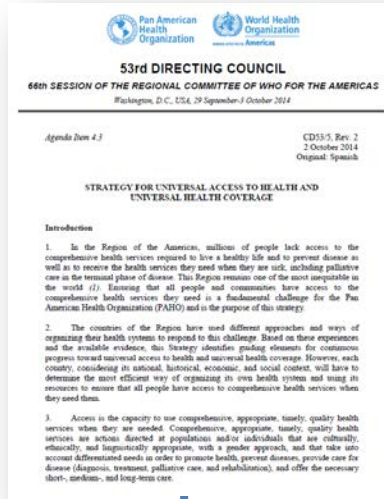 Pan American
Health
Organization
World Health
Organization
Americas
53rd DIRECTING COUNCIL
66th SESSION OF THE REGIONAL COMMITTEE OF WHO FOR THE AMERICAS
Washington, D.C., USA, 29 September-3 October 2014
Agenda Item 4.3
CD53/5, Rev. 2
2 October 2014
Original: Spanish
STRATEGY FOR UNIVERSAL ACCESS TO HEALTH AND
UNIVERSAL HEALTH COVERAGE
Introduction
1. In the Region of the Americas, millions of people lack access to the
comprehensive health services required to live a healthy life and to prevent disease as
well as to receive the health services they need when they are sick, including palliative
care in the terminal phase of disease. This Region remains one of the most inequitable in
the world (1). Ensuring that all people and communities have access to the
comprehensive health services they need is a fundamental challenge for the Pan
American Health Organization (PAHO) and is the purpose of this strategy.
2. The countries of the Region have used different approaches and ways of
organizing their health systems to respond to this challenge. Based on these experiences
and the available evidence, this Strategy identifies guiding elements for continuous
progress toward universal access to health and universal health coverage. However, each
country, considering its national, historical, economic, and social context, will have to
determine the most efficient way of organizing its own health system and using its
resources to ensure that all people have access to comprehensive health services when
they need them.
3. Access is the capacity to use comprehensive, appropriate, timely, quality health
services when they are needed. Comprehensive, appropriate, timely, quality health
services are actions directed at populations and/or individuals that are culturally,
ethnically, and linguistically appropriate, with a gender approach, and that take into
account differentiated needs in order to promote health, prevent diseases, provide care for
disease (diagnosis, treatment, palliative care, and rehabilitation), and offer the necessary
short-, medium-, and long-term care.